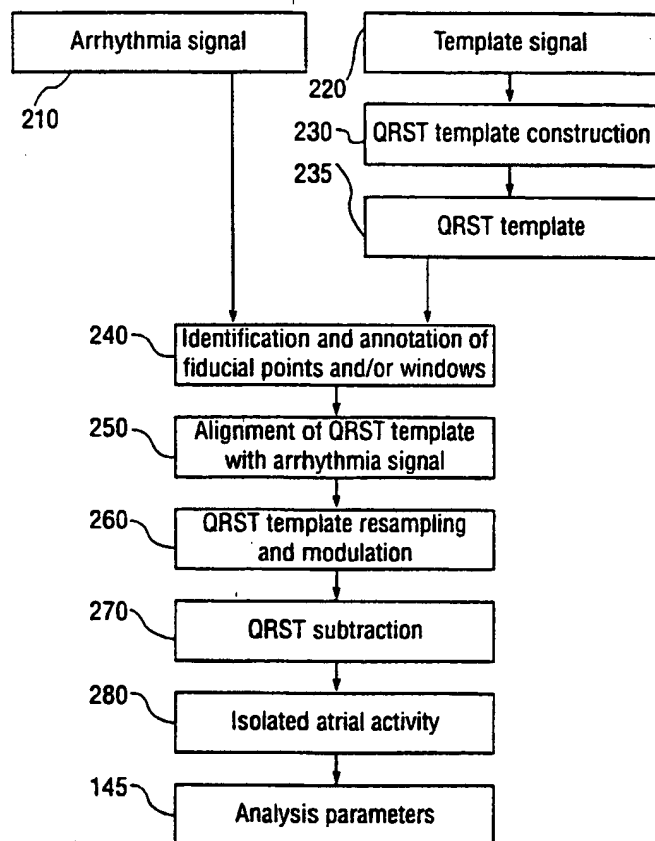 Arrhythmia signal
210
Template signal
220
QRST template construction
230
235
QRST template
240
Identification and annotation of
fiducial points and/or windows
250
Alignment of QRST template
with arrhythmia signal
260
QRST template resampling
and modulation
270
QRST subtraction
280
Isolated atrial activity
145
Analysis parameters